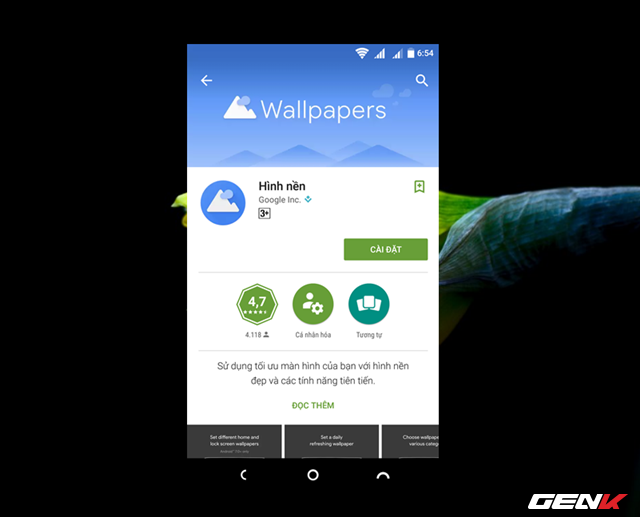 6:54
Wallpapers
Hình nền
Google Inc.
3+
CÀI ĐẶT
4,7
4.118
Cá nhân hóa
Tương tự
Sử dụng tối ưu màn hình của bạn với hình nền
đẹp và các tính năng tiên tiến.
ĐỌC THÊM
Set different home and
lock screen wallpapers
Set a daily
refreshing wallpaper
Choose wallpap
various categ
GENK